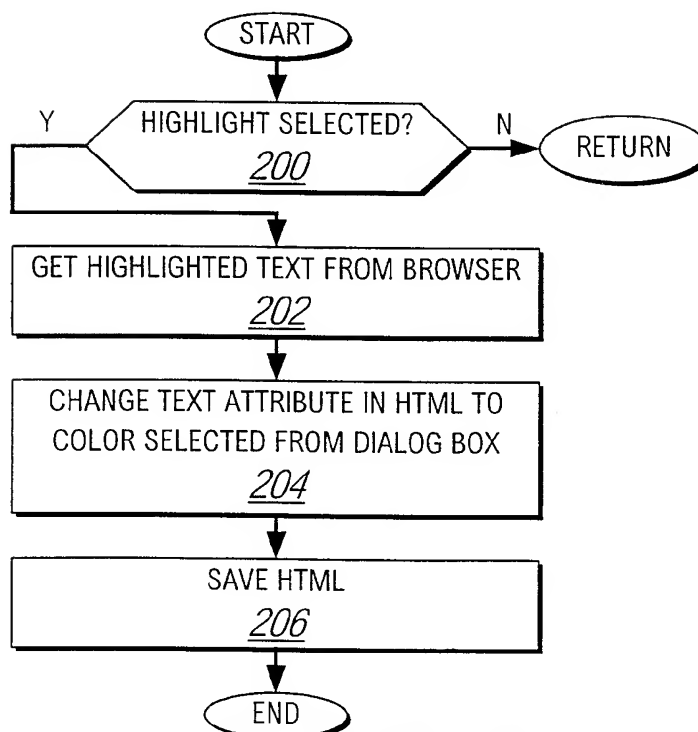 START
Y
HIGHLIGHT SELECTED?
N
200
RETURN
GET HIGHLIGHTED TEXT FROM BROWSER
202
CHANGE TEXT ATTRIBUTE IN HTML TO
COLOR SELECTED FROM DIALOG BOX
204
SAVE HTML
206
END